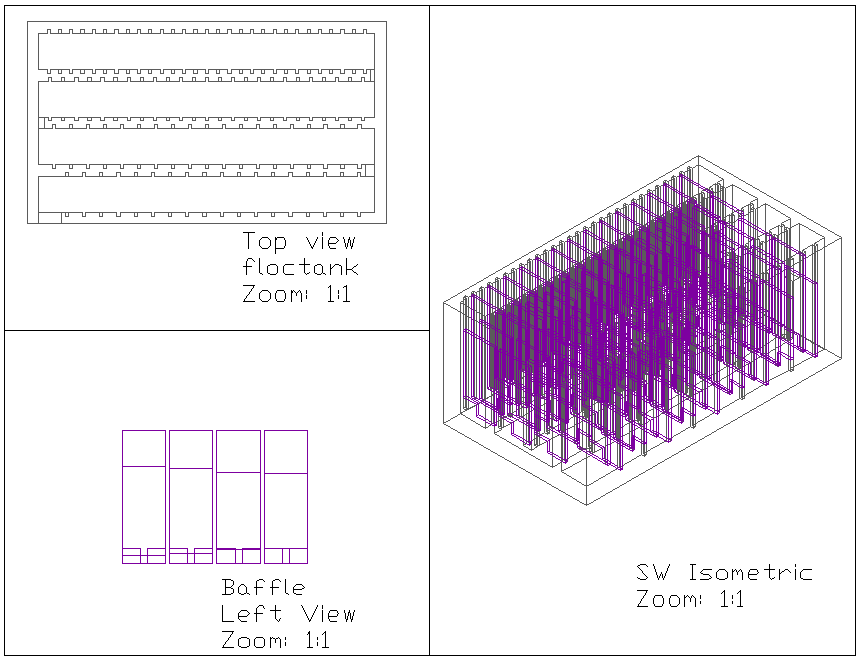 Top view
floctank
Zoom: 1:1
Baffle
Left View
Zoom: 1:1
SW Isometric
Zoom: 1:1